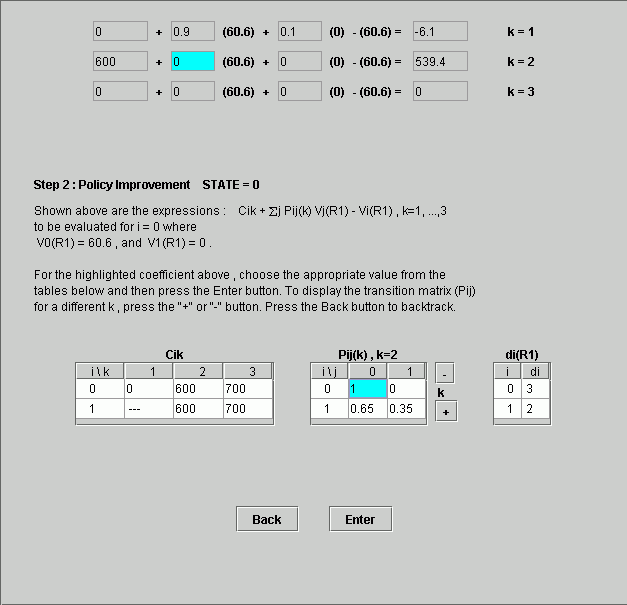 0 + 0.9 (60.6) + 0.1 (0) - (60.6) = -6.1 k = 1
600 + 0 (60.6) + 0 (0) - (60.6) = 539.4 k = 2
0 + 0 (60.6) + 0 (0) - (60.6) = 0 k = 3
Step 2 : Policy Improvement STATE = 0
Shown above are the expressions : Cik + Σj Pij(k) Vj(R1) - Vi(R1) , k=1, ...,3
to be evaluated for i = 0 where
V0(R1) = 60.6 , and V1(R1) = 0 .
For the highlighted coefficient above , choose the appropriate value from the
tables below and then press the Enter button. To display the transition matrix (Pij)
for a different k , press the "+" or "-" button. Press the Back button to backtrack.
Cik Pij(k) , k=2 di(R1)
i \ k 1 2 3 i \ j 0 1 - i di
0 0 600 700 0 1 0 k 0 3
1 --- 600 700 1 0.65 0.35 + 1 2
Back Enter